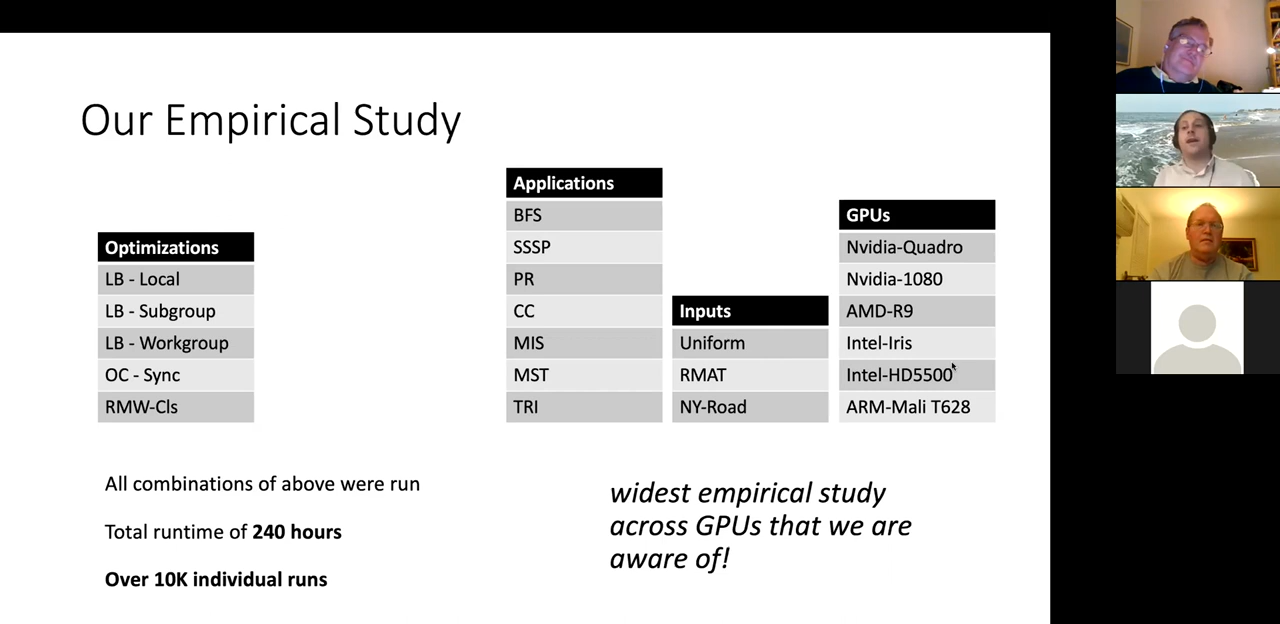 Our Empirical Study
Optimizations
LB - Local
LB - Subgroup
LB - Workgroup
OC - Sync
RMW-Cls
Applications
BFS
SSSP
PR
CC
MIS
MST
TRI
Inputs
Uniform
RMAT
NY-Road
GPUs
Nvidia-Quadro
Nvidia-1080
AMD-R9
Intel-Iris
Intel-HD5500
ARM-Mali T628
All combinations of above were run
Total runtime of 240 hours
Over 10K individual runs
widest empirical study
across GPUs that we are
aware of!